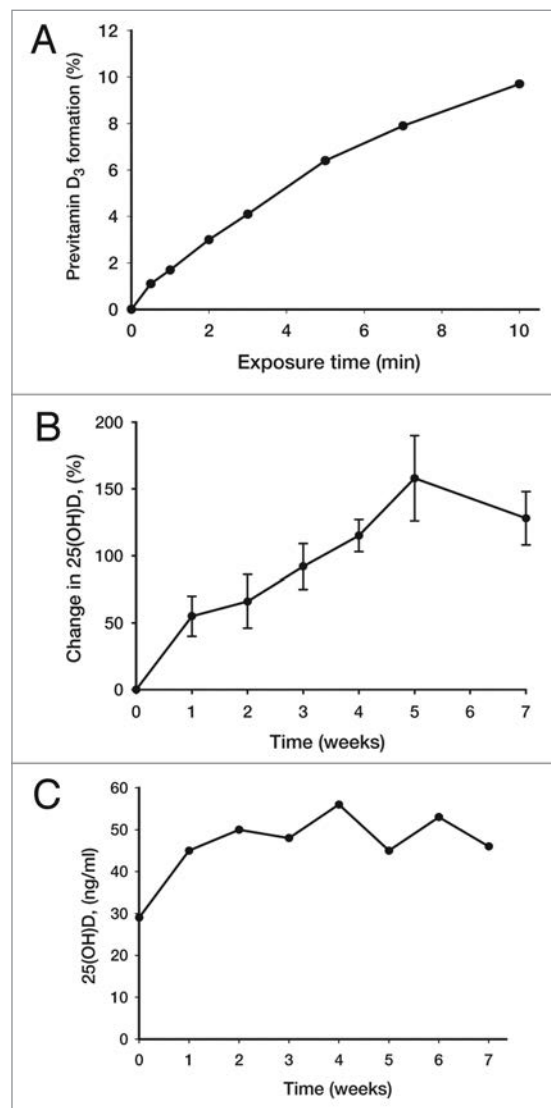 A
Previtamin D3 formation (%)
12
10
8
6
4
2
0
0 2 4 6 8 10
Exposure time (min)
B
Change in 25(OH)D, (%)
200
150
100
50
0
0 1 2 3 4 5 6 7
Time (weeks)
C
25(OH)D, (ng/ml)
60
50
40
30
20
10
0
0 1 2 3 4 5 6 7
Time (weeks)